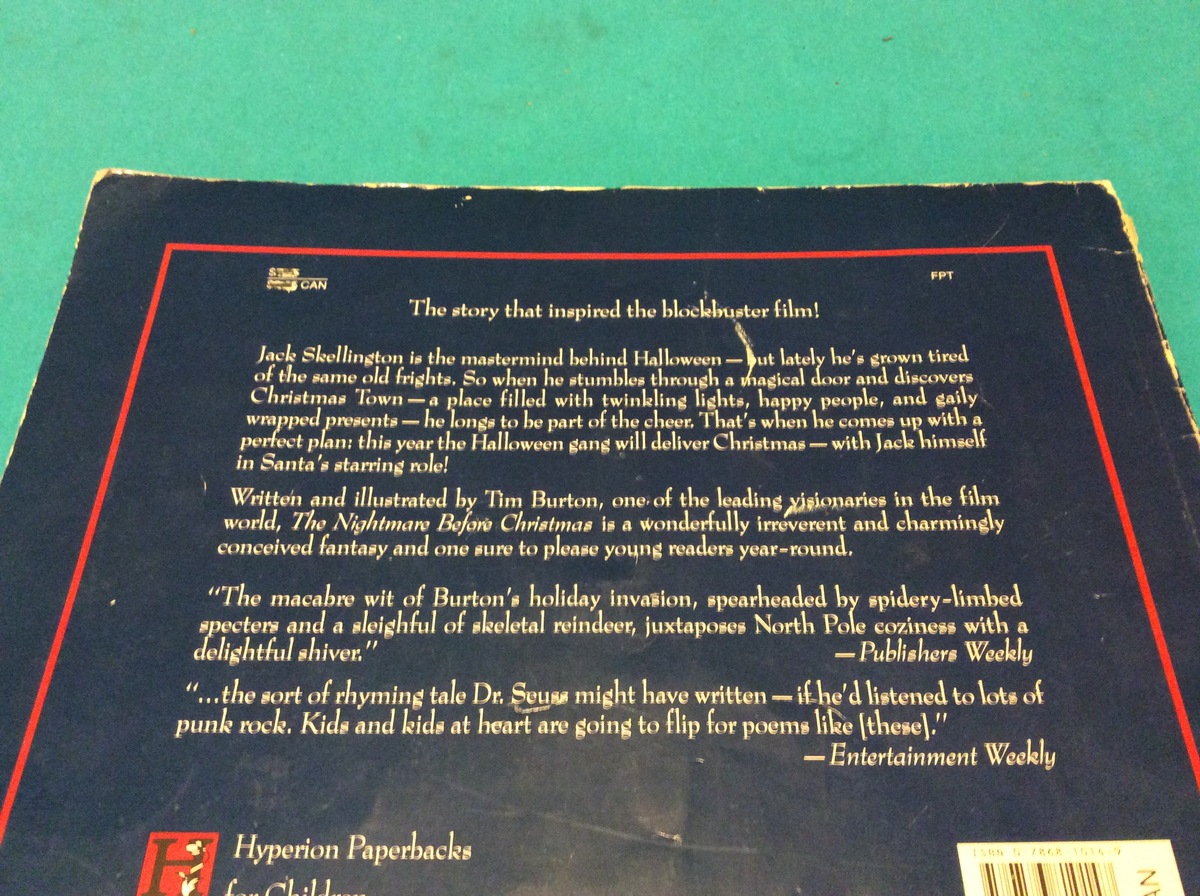 CAN
FPT
The story that inspired the blockbuster film!
Jack Skellington is the mastermind behind Halloween — but lately he's grown tired
of the same old frights. So when he stumbles through a magical door and discovers
Christmas Town — a place filled with twinkling lights, happy people, and gaily
wrapped presents — he longs to be part of the cheer. That's when he comes up with a
perfect plan: this year the Halloween gang will deliver Christmas — with Jack himself
in Santa's starring role!
Written and illustrated by Tim Burton, one of the leading visionaries in the film
world, The Nightmare Before Christmas is a wonderfully irreverent and charmingly
conceived fantasy and one sure to please young readers year-round.
“The macabre wit of Burton's holiday invasion, spearheaded by spidery-limbed
specters and a sleighful of skeletal reindeer, juxtaposes North Pole coziness with a
delightful shiver.” —Publishers Weekly
“...the sort of rhyming tale Dr. Seuss might have written — if he'd listened to lots of
punk rock. Kids and kids at heart are going to flip for poems like [these].”
—Entertainment Weekly
H
Hyperion Paperbacks
for Children
ISBN 0-7868-1014-9
AN